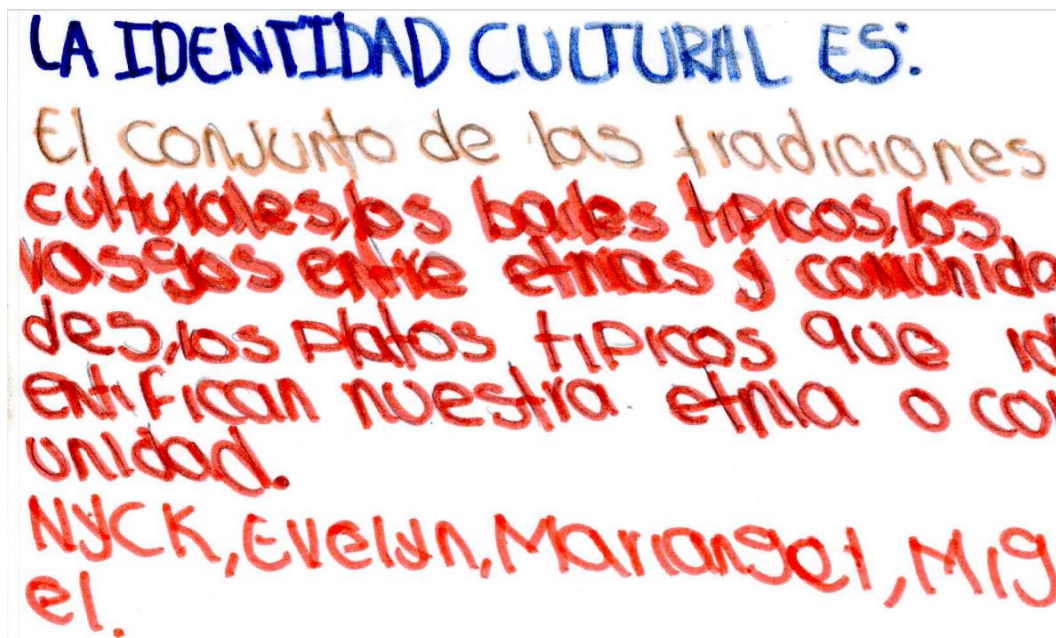 LA IDENTIDAD CULTURAL ES:
El conjunto de las tradiciones
culturales, los bailes tipicos, los
rasgos entre etnias y comunida
des, los platos tipicos que id
entifican nuestra etnia o com
unidad.
NYCK, Evelyn, Mariangel, Mig
el.